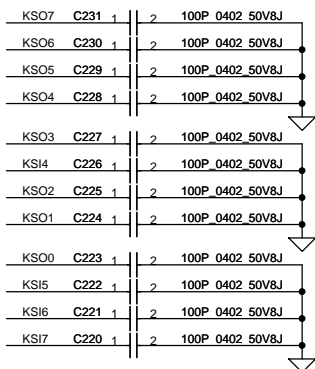 KSO7 C231 1 2 100P_0402_50V8J
KSO6 C230 1 2 100P_0402_50V8J
KSO5 C229 1 2 100P_0402_50V8J
KSO4 C228 1 2 100P_0402_50V8J
KSO3 C227 1 2 100P_0402_50V8J
KSI4 C226 1 2 100P_0402_50V8J
KSO2 C225 1 2 100P_0402_50V8J
KSO1 C224 1 2 100P_0402_50V8J
KSO0 C223 1 2 100P_0402_50V8J
KSI5 C222 1 2 100P_0402_50V8J
KSI6 C221 1 2 100P_0402_50V8J
KSI7 C220 1 2 100P_0402_50V8J